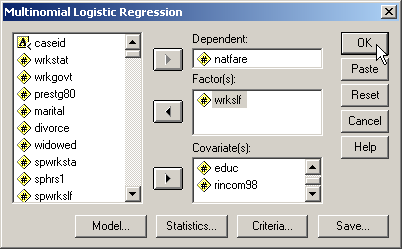 Multinomial Logistic Regression
caseid
wrkstat
wrkgovt
prestg80
marital
divorce
widowed
spwrksta
sphrs1
spwrkslf
Dependent:
natfare
Factor(s):
wrkslf
Covariate(s):
educ
rincom98
OK
Paste
Reset
Cancel
Help
Model...
Statistics...
Criteria...
Save...